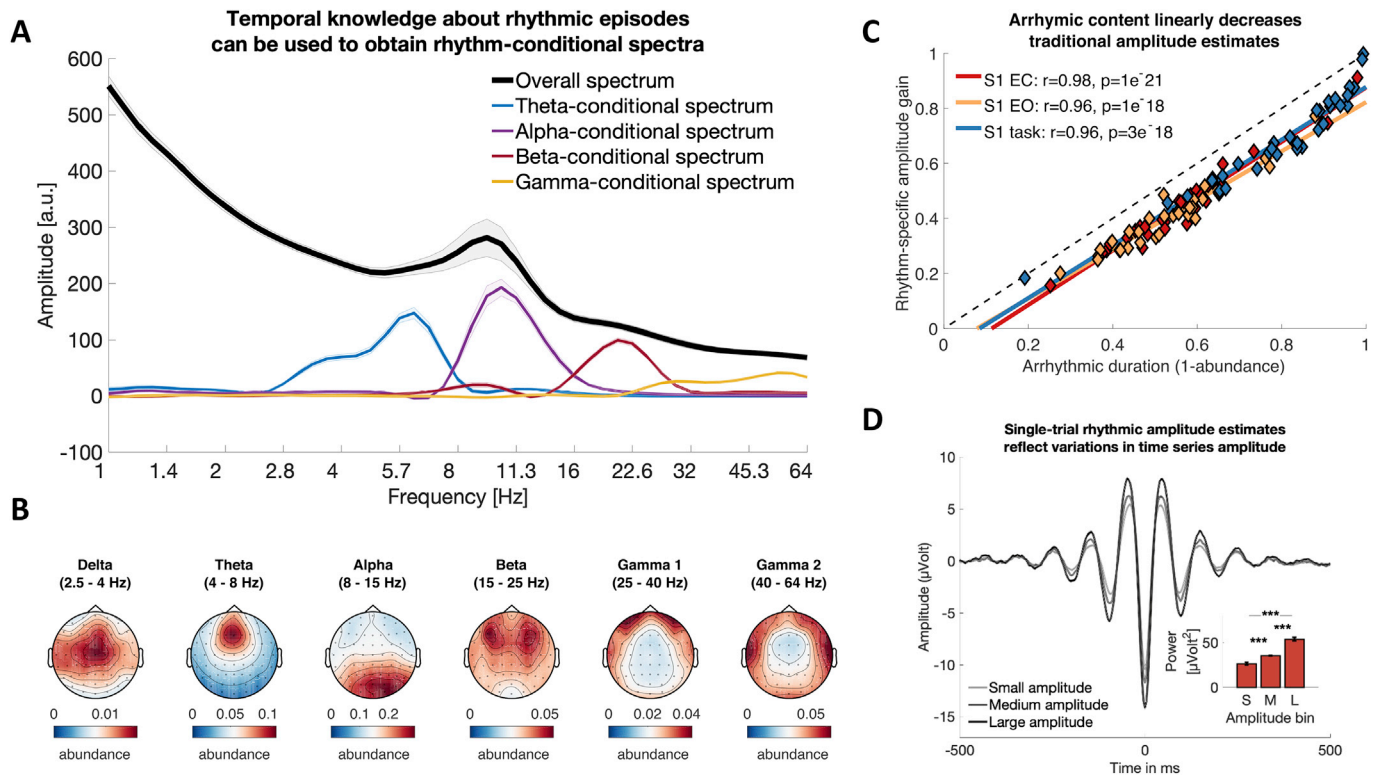 A
Temporal knowledge about rhythmic episodes
can be used to obtain rhythm-conditional spectra
600
500
400
300
200
100
0
-100
Amplitude [a.u.]
Overall spectrum
Theta-conditional spectrum
Alpha-conditional spectrum
Beta-conditional spectrum
Gamma-conditional spectrum
1 1.4 2 2.8 4 5.7 8 11.3 16 22.6 32 45.3 64
Frequency [Hz]
B
Delta
(2.5 - 4 Hz)
0 0.01
abundance
Theta
(4 - 8 Hz)
0 0.05 0.1
abundance
Alpha
(8 - 15 Hz)
0 0.1 0.2
abundance
Beta
(15 - 25 Hz)
0 0.05
abundance
Gamma 1
(25 - 40 Hz)
0 0.02 0.04
abundance
Gamma 2
(40 - 64 Hz)
0 0.05
abundance
C
Arrhymic content linearly decreases
traditional amplitude estimates
1
0.8
0.6
0.4
0.2
0
Rhythm-specific amplitude gain
S1 EC: r=0.98, p=1e-21
S1 EO: r=0.96, p=1e-18
S1 task: r=0.96, p=3e-18
0 0.2 0.4 0.6 0.8 1
Arrhythmic duration (1-abundance)
D
Single-trial rhythmic amplitude estimates
reflect variations in time series amplitude
10
5
0
-5
-10
-15
Amplitude (µVolt)
Small amplitude
Medium amplitude
Large amplitude
***
*** ***
Power
[µVolt²]
50
0
S M L
Amplitude bin
-500 0 500
Time in ms